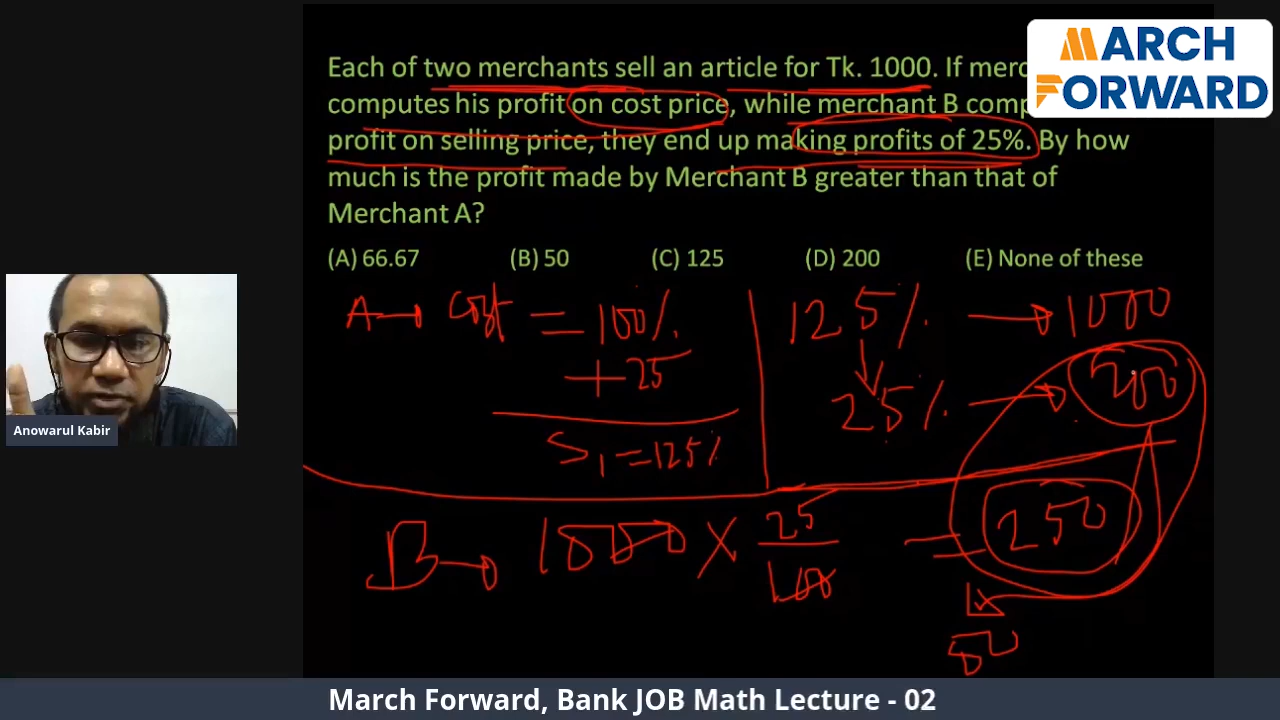 MARCH
FORWARD
Each of two merchants sell an article for Tk. 1000. If merc
computes his profit on cost price, while merchant B comp
profit on selling price, they end up making profits of 25%. By how
much is the profit made by Merchant B greater than that of
Merchant A?
(A) 66.67 (B) 50 (C) 125 (D) 200 (E) None of these
A→ cost = 100%
+ 25
S1 = 125%
125% → 1000
25% → 200
B→ 1000 × 25/100 = 250
50
Anowarul Kabir
March Forward, Bank JOB Math Lecture - 02